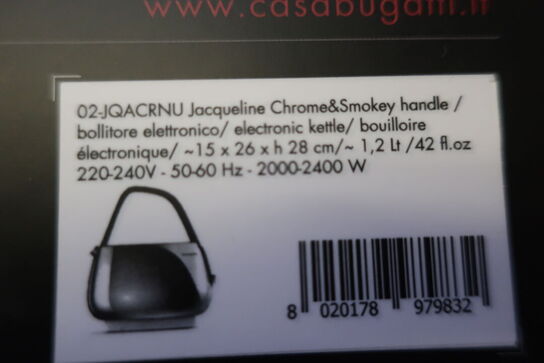 www.casabugatti.it
02-JQACRNU Jacqueline Chrome&Smokey handle /
bollitore elettronico/ electronic kettle/ bouilloire
électronique/ ~15 x 26 x h 28 cm/~ 1,2 Lt /42 fl.oz
220-240V - 50-60 Hz - 2000-2400 W
8 020178 979832